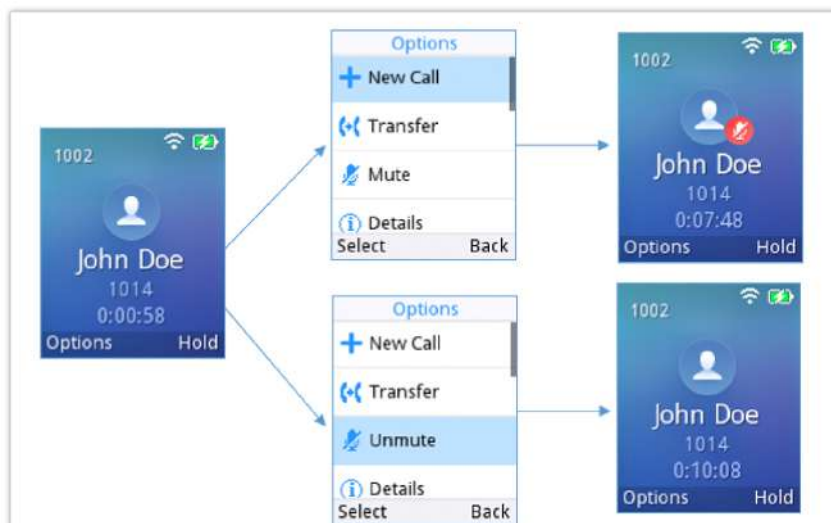 1002
John Doe
1014
0:00:58
Options Hold
Options
New Call
Transfer
Mute
Details
Select Back
1002
John Doe
1014
0:07:48
Options Hold
Options
New Call
Transfer
Unmute
Details
Select Back
1002
John Doe
1014
0:10:08
Options Hold